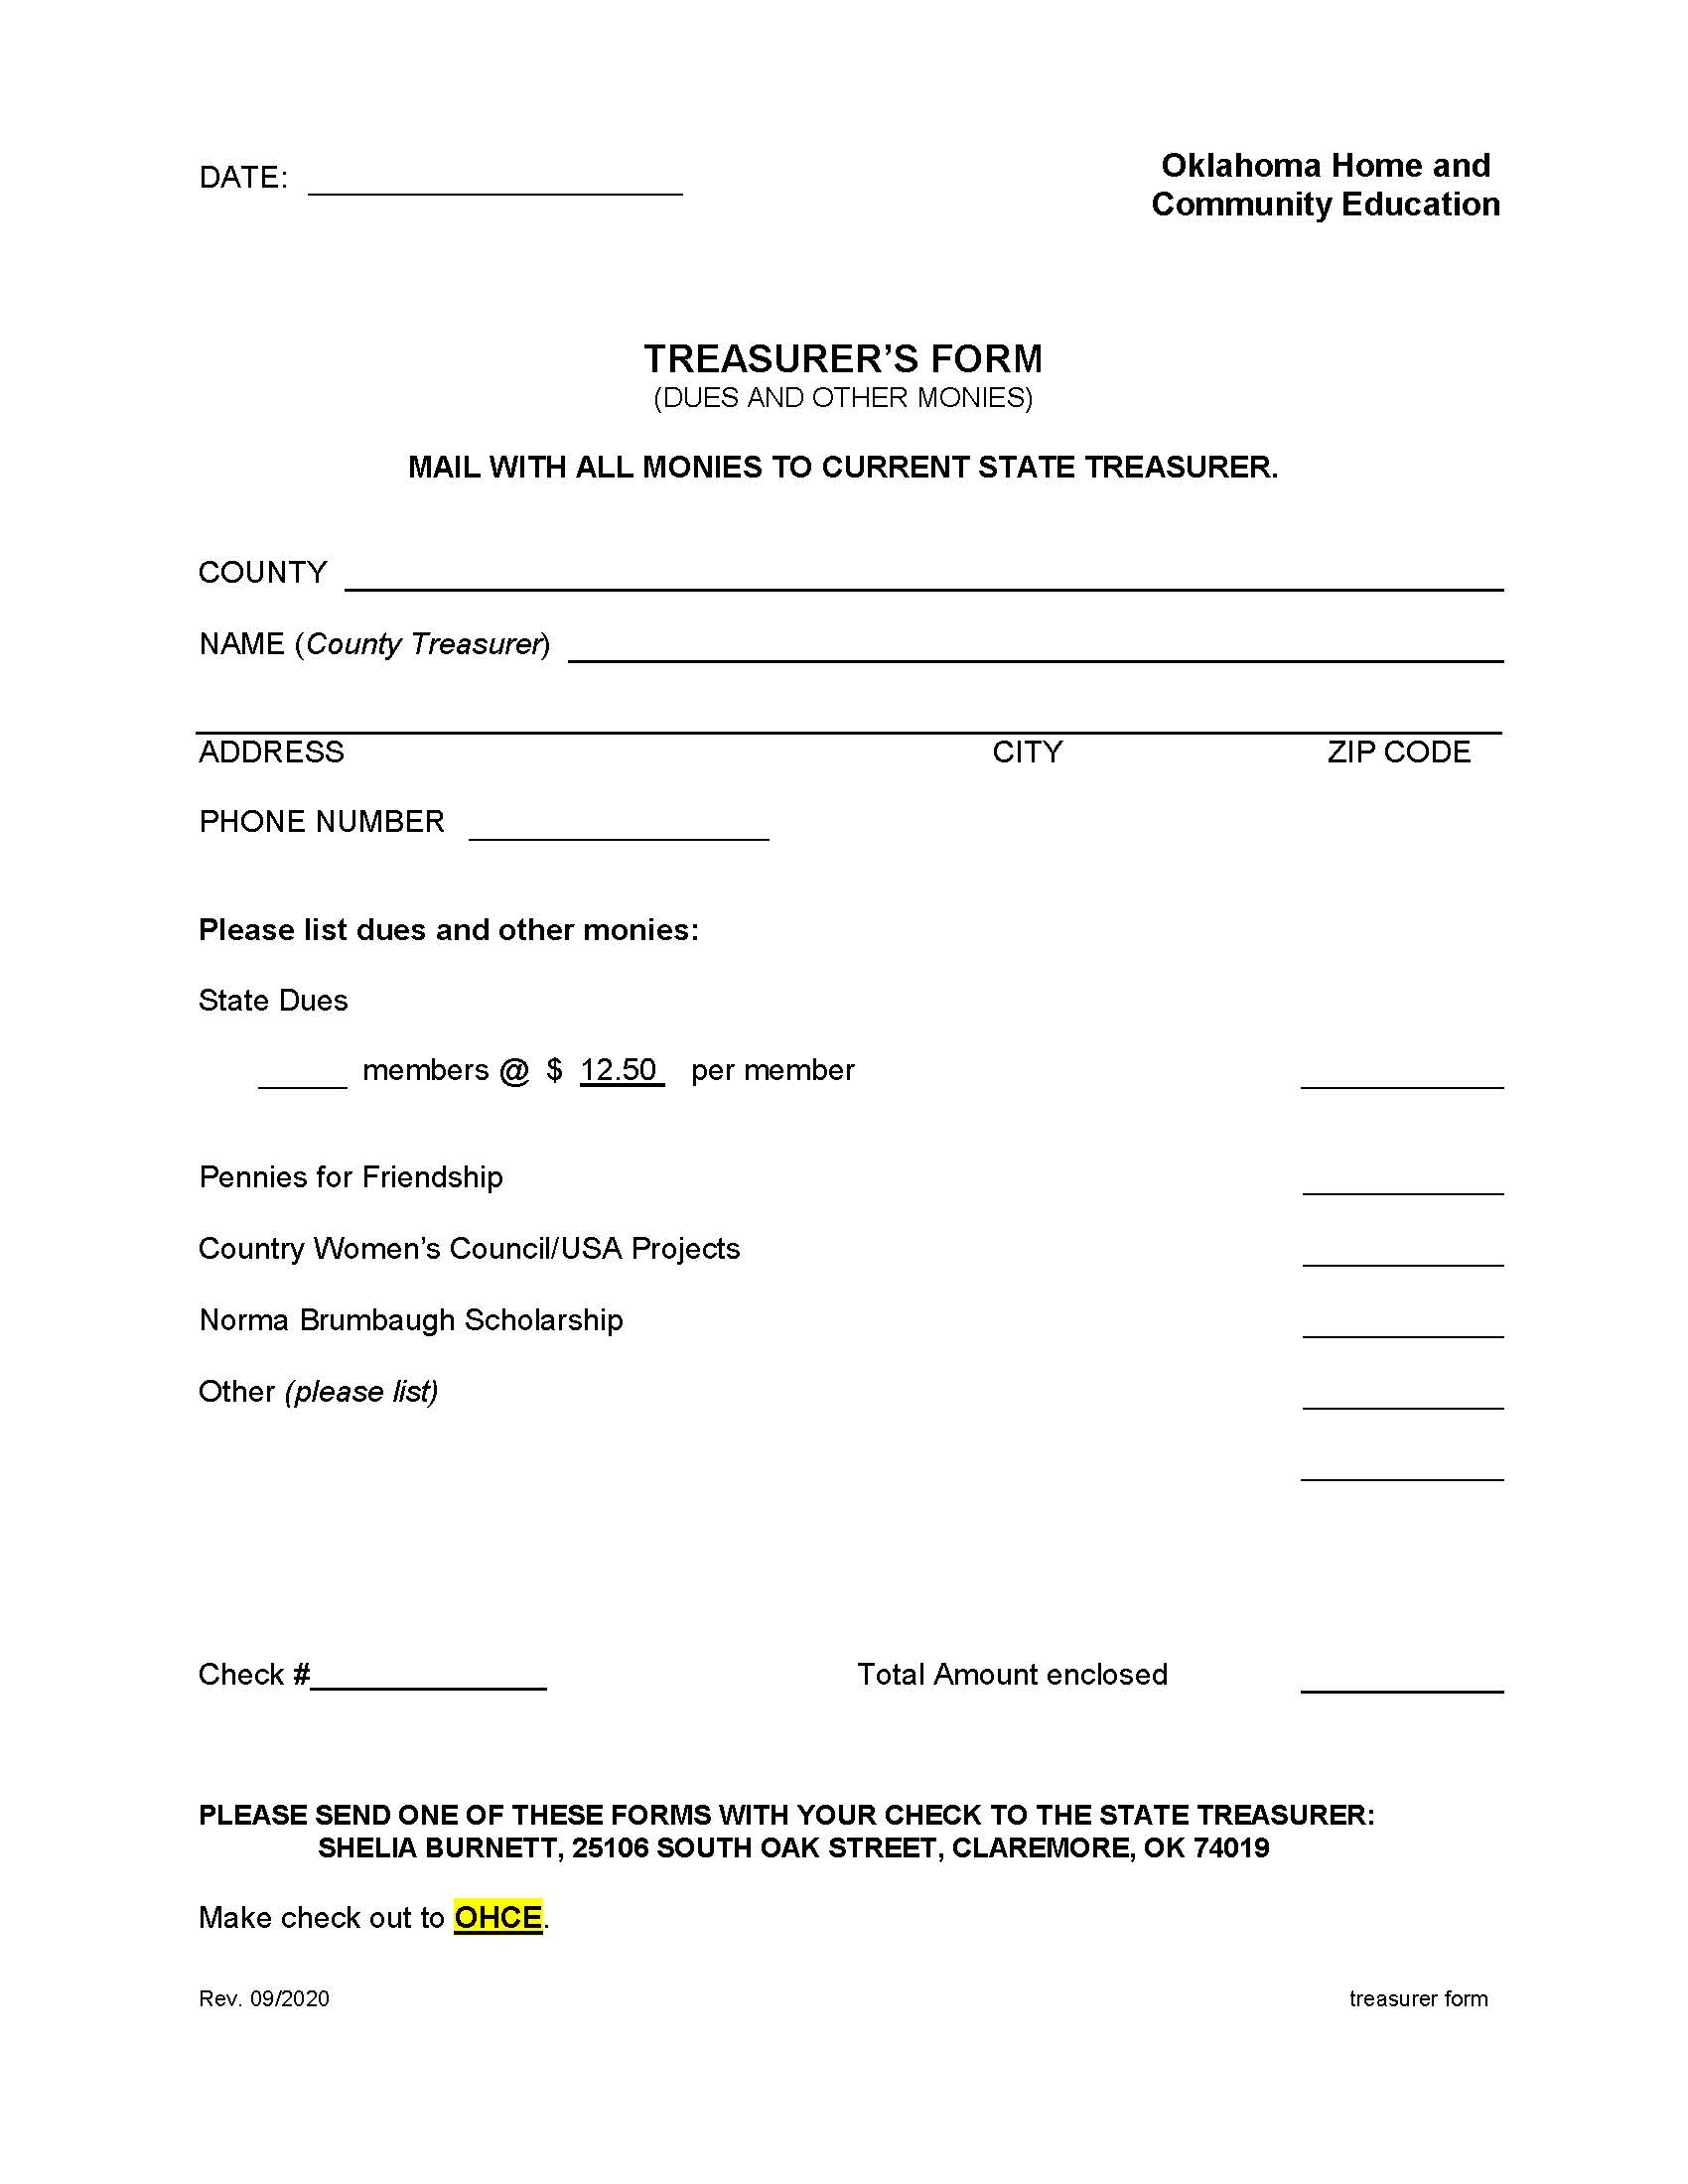 DATE:
Oklahoma Home and
Community Education
TREASURER’S FORM
(DUES AND OTHER MONIES)
MAIL WITH ALL MONIES TO CURRENT STATE TREASURER.
COUNTY
NAME (County Treasurer)
ADDRESS CITY ZIP CODE
PHONE NUMBER
Please list dues and other monies:
State Dues
members @ $ 12.50 per member
Pennies for Friendship
Country Women’s Council/USA Projects
Norma Brumbaugh Scholarship
Other (please list)
Check # Total Amount enclosed
PLEASE SEND ONE OF THESE FORMS WITH YOUR CHECK TO THE STATE TREASURER:
SHELIA BURNETT, 25106 SOUTH OAK STREET, CLAREMORE, OK 74019
Make check out to OHCE.
Rev. 09/2020 treasurer form